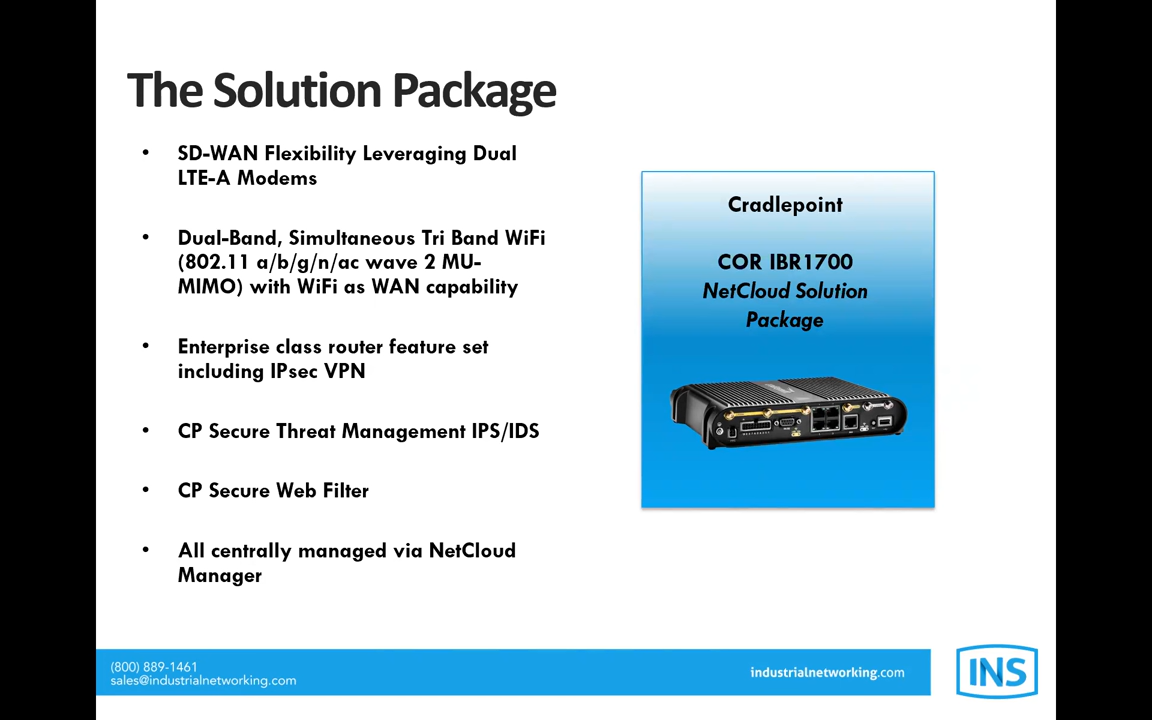 The Solution Package
• SD-WAN Flexibility Leveraging Dual
LTE-A Modems
• Dual-Band, Simultaneous Tri Band WiFi
(802.11 a/b/g/n/ac wave 2 MU-
MIMO) with WiFi as WAN capability
• Enterprise class router feature set
including IPsec VPN
• CP Secure Threat Management IPS/IDS
• CP Secure Web Filter
• All centrally managed via NetCloud
Manager
Cradlepoint
COR IBR1700
NetCloud Solution
Package
(800) 889-1461
sales@industrialnetworking.com
industrialnetworking.com
INS